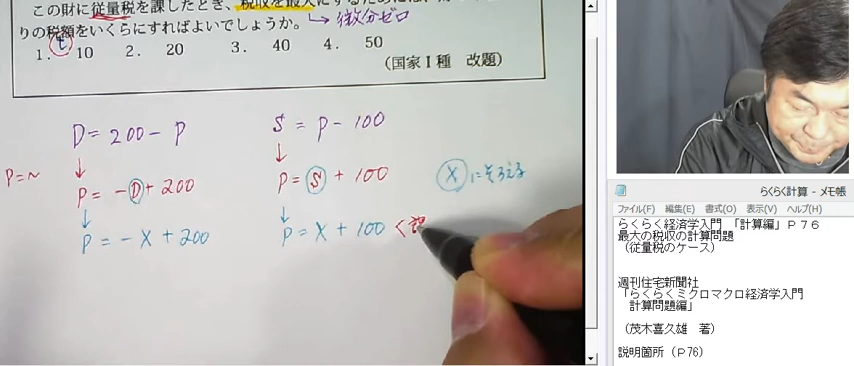 この財に従量税を課したとき、税収を最大にするためには、財
りの税額をいくらにすればよいでしょうか。 → 微分ゼロ
t
1. 10 2. 20 3. 40 4. 50
(国家Ⅰ種 改題)
D = 200 - P S = P - 100
P=~ P = -D + 200 P = S + 100 X にそろえる
P = -X + 200 P = X + 100 <
らくらく計算 - メモ帳
ファイル(F) 編集(E) 書式(O) 表示(V) ヘルプ(H)
らくらく経済学入門 「計算編」P76
最大の税収の計算問題
(従量税のケース)
週刊住宅新聞社
「らくらくミクロマクロ経済学入門
計算問題編」
(茂木喜久雄 著)
説明箇所(P76)